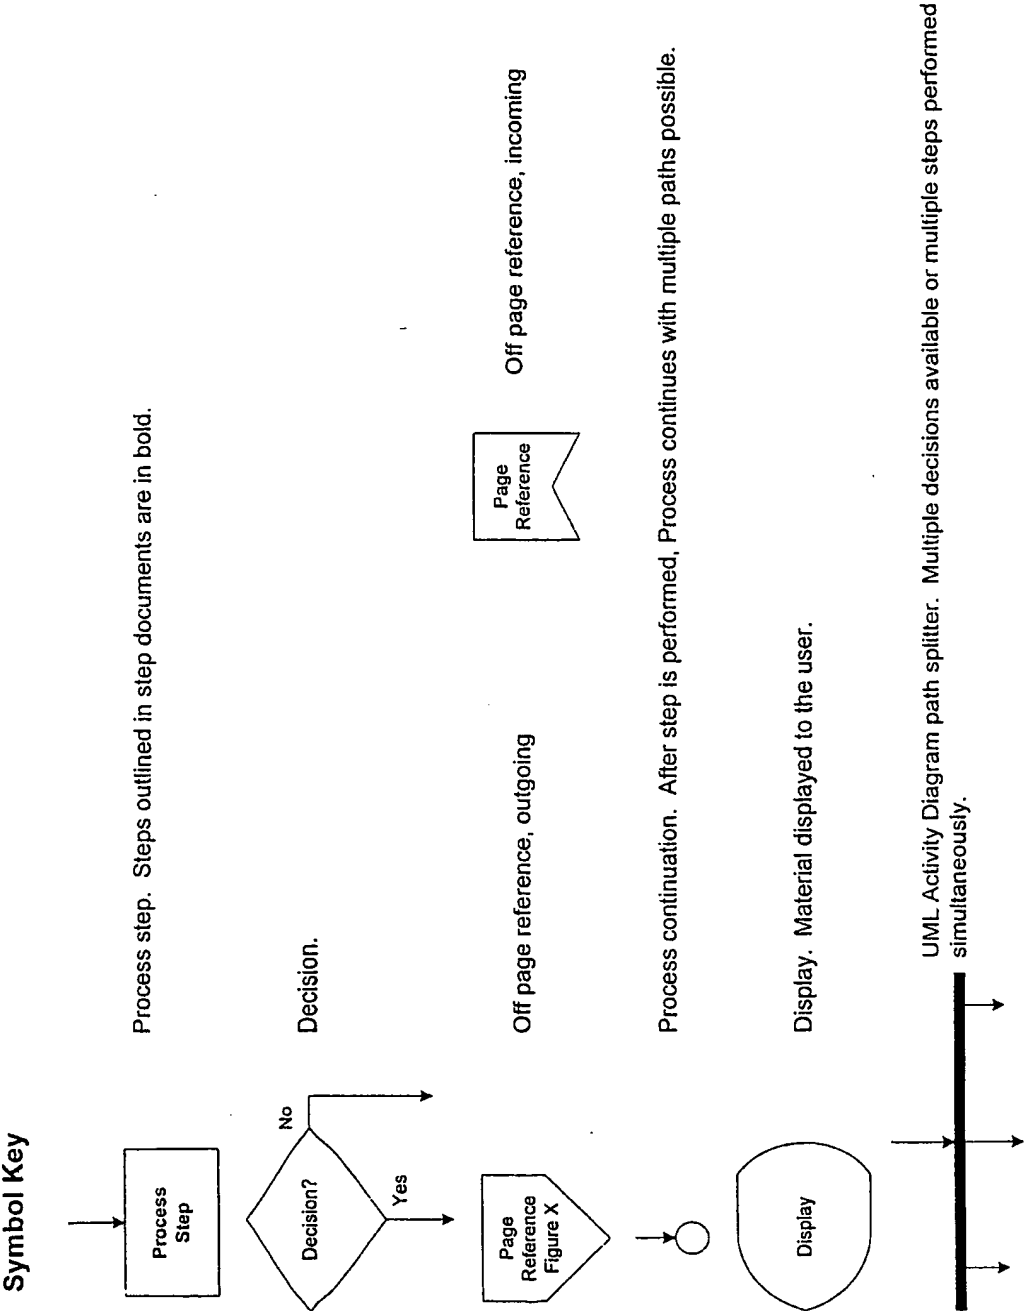 Symbol Key
Process
Step
Process step. Steps outlined in step documents are in bold.
Decision?
No
Yes
Decision.
Page
Reference
Figure X
Off page reference, outgoing
Page
Reference
Off page reference, incoming
Process continuation. After step is performed, Process continues with multiple paths possible.
Display
Display. Material displayed to the user.
UML Activity Diagram path splitter. Multiple decisions available or multiple steps performed
simultaneously.